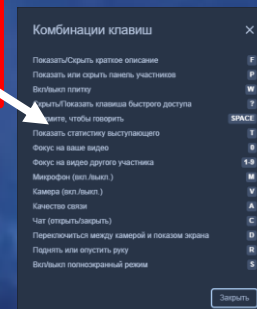 Комбинации клавиш ×
Показать/Скрыть краткое описание F
Показать или скрыть панель участников P
Вкл/выкл плитку W
Скрыть/Показать клавиша быстрого доступа ?
чтобы говорить SPACE
Показать статистику выступающего T
Фокус на ваше видео 0
Фокус на видео другого участника 1-9
Микрофон (вкл./выкл.) M
Камера (вкл./выкл.) V
Качество связи A
Чат (открыть/закрыть) C
Переключиться между камерой и показом экрана D
Поднять или опустить руку R
Вкл/выкл полноэкранный режим S
Закрыть